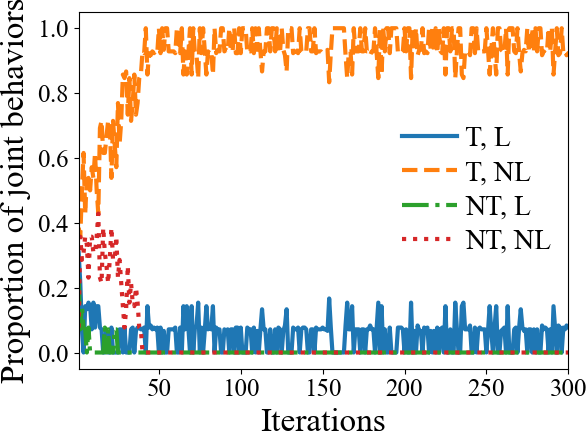 Proportion of joint behaviors
1.0
0.8
0.6
0.4
0.2
0.0
T, L
T, NL
NT, L
NT, NL
50 100 150 200 250 300
Iterations